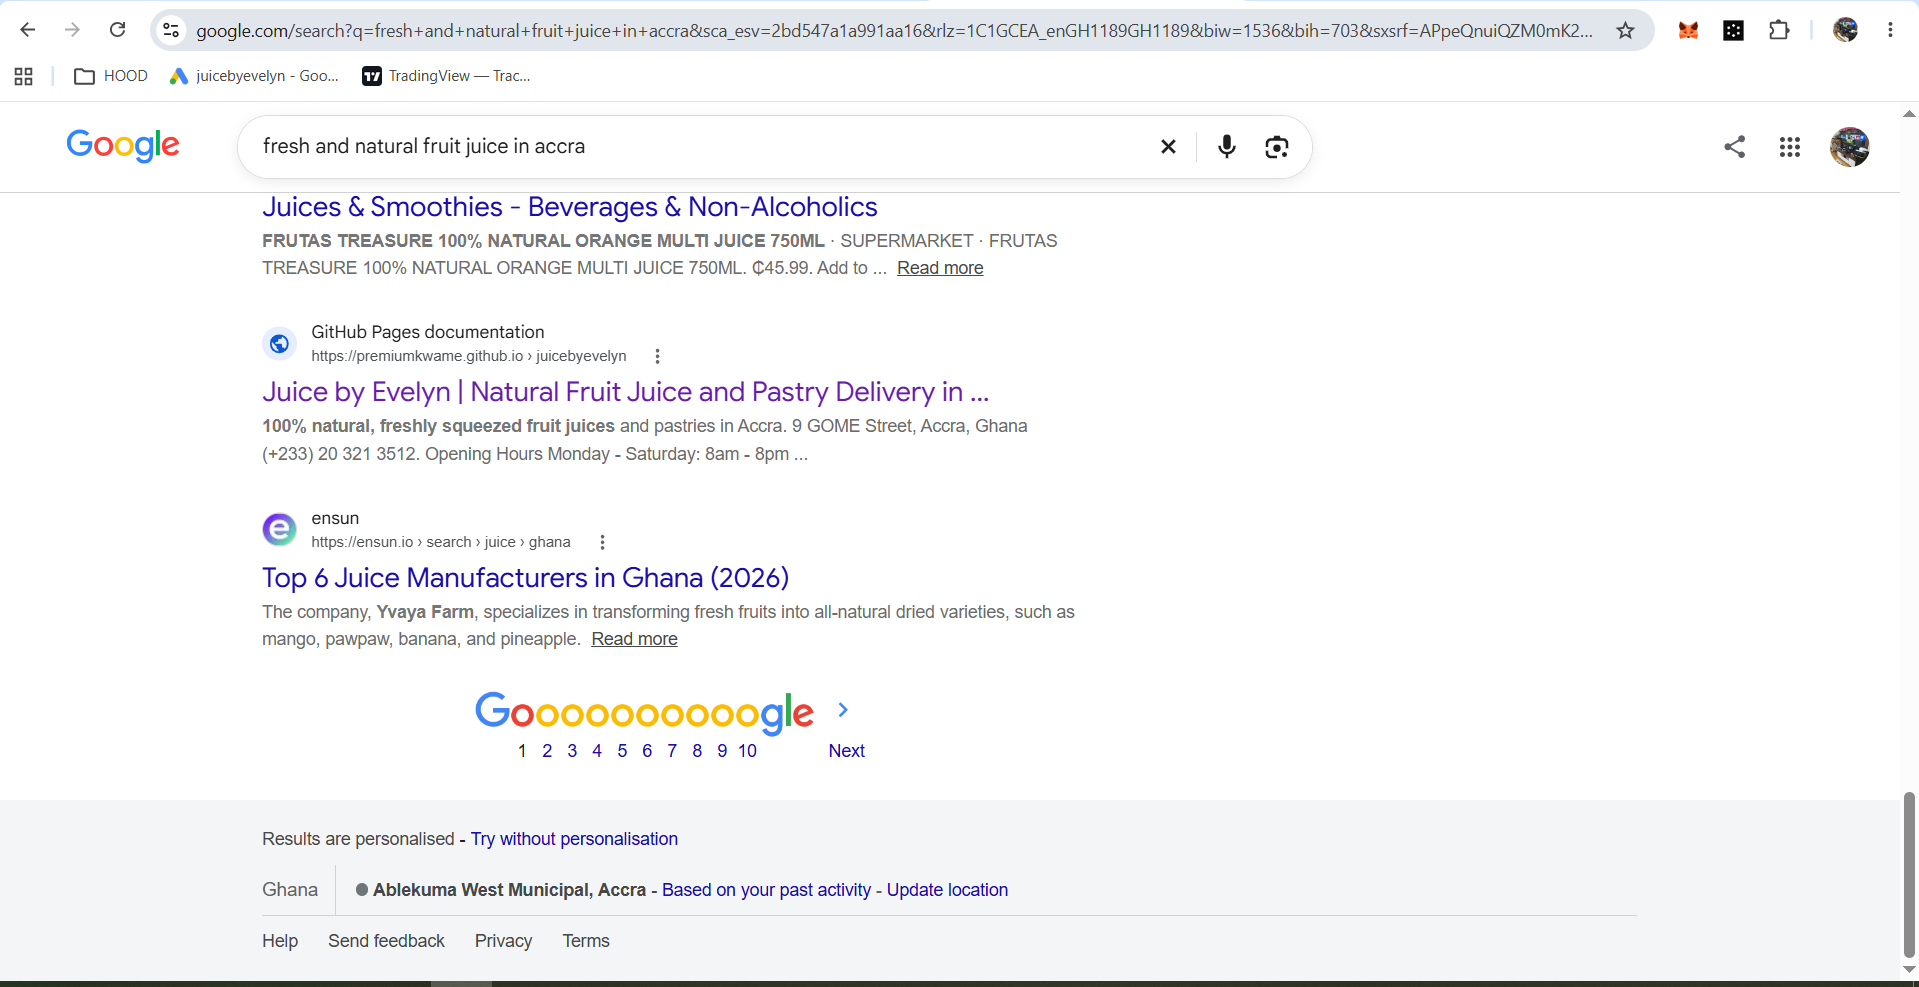 google.com/search?q=fresh+and+natural+fruit+juice+in+accra&sca_esv=2bd547a1a991aa16&rlz=1C1GCEA_enGH1189GH1189&biw=1536&bih=703&sxsrf=APpeQnuiQZM0mK2...
HOOD
juicebyevelyn - Goo...
TradingView — Trac...
Google
fresh and natural fruit juice in accra
Juices & Smoothies - Beverages & Non-Alcoholics
FRUTAS TREASURE 100% NATURAL ORANGE MULTI JUICE 750ML · SUPERMARKET · FRUTAS
TREASURE 100% NATURAL ORANGE MULTI JUICE 750ML. ₵45.99. Add to ... Read more
GitHub Pages documentation
https://premiumkwame.github.io › juicebyevelyn
Juice by Evelyn | Natural Fruit Juice and Pastry Delivery in ...
100% natural, freshly squeezed fruit juices and pastries in Accra. 9 GOME Street, Accra, Ghana
(+233) 20 321 3512. Opening Hours Monday - Saturday: 8am - 8pm ...
e
ensun
https://ensun.io › search › juice › ghana
Top 6 Juice Manufacturers in Ghana (2026)
The company, Yvaya Farm, specializes in transforming fresh fruits into all-natural dried varieties, such as
mango, pawpaw, banana, and pineapple. Read more
Goooooooooogle
1 2 3 4 5 6 7 8 9 10 Next
Results are personalised - Try without personalisation
Ghana
Ablekuma West Municipal, Accra - Based on your past activity - Update location
Help Send feedback Privacy Terms